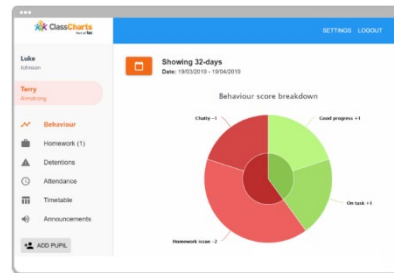 ClassCharts
SETTINGS LOGOUT
Luke
Johnson
Terry
Armstrong
Behaviour
Homework (1)
Detentions
Attendance
Timetable
Announcements
ADD PUPIL
Showing 32-days
Date: 19/03/2019 - 19/04/2019
Behaviour score breakdown
Chatty -1
Good progress +1
On task +1
Homework issue -2